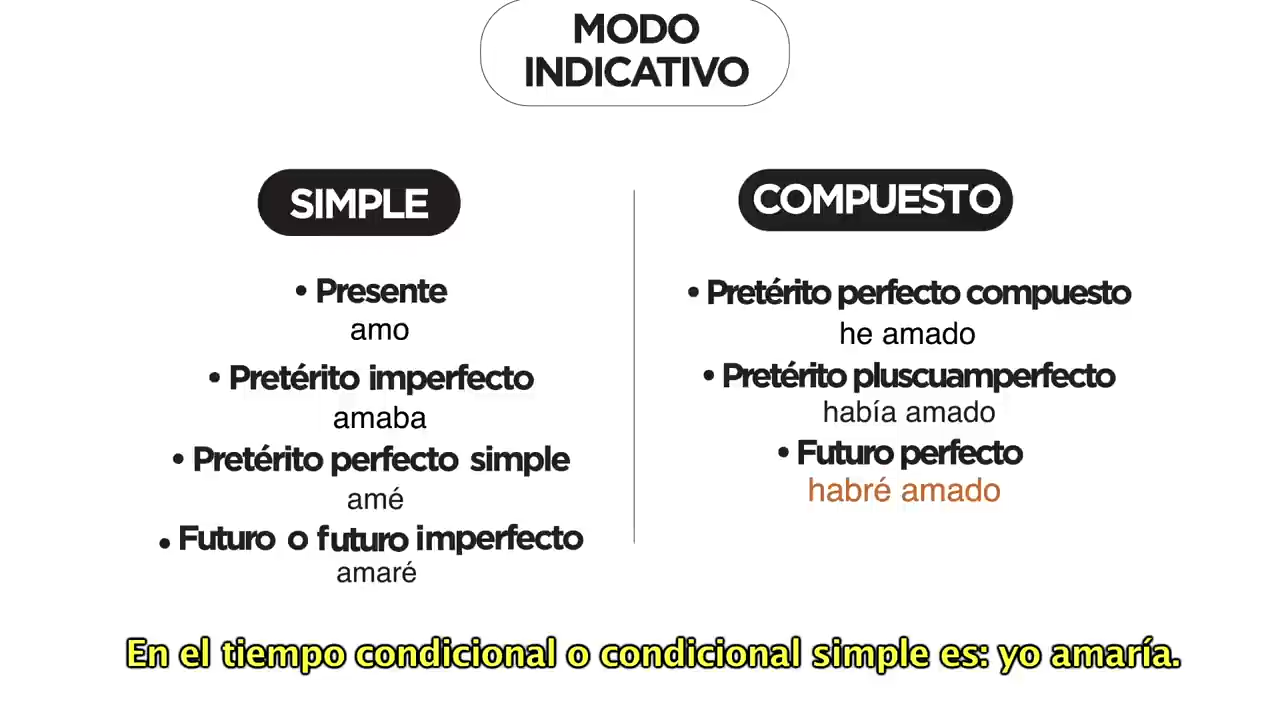 MODO
INDICATIVO
SIMPLE
• Presente
amo
• Pretérito imperfecto
amaba
• Pretérito perfecto simple
amé
• Futuro o futuro imperfecto
amaré
COMPUESTO
• Pretérito perfecto compuesto
he amado
• Pretérito pluscuamperfecto
había amado
• Futuro perfecto
habré amado
En el tiempo condicional o condicional simple es: yo amaría.